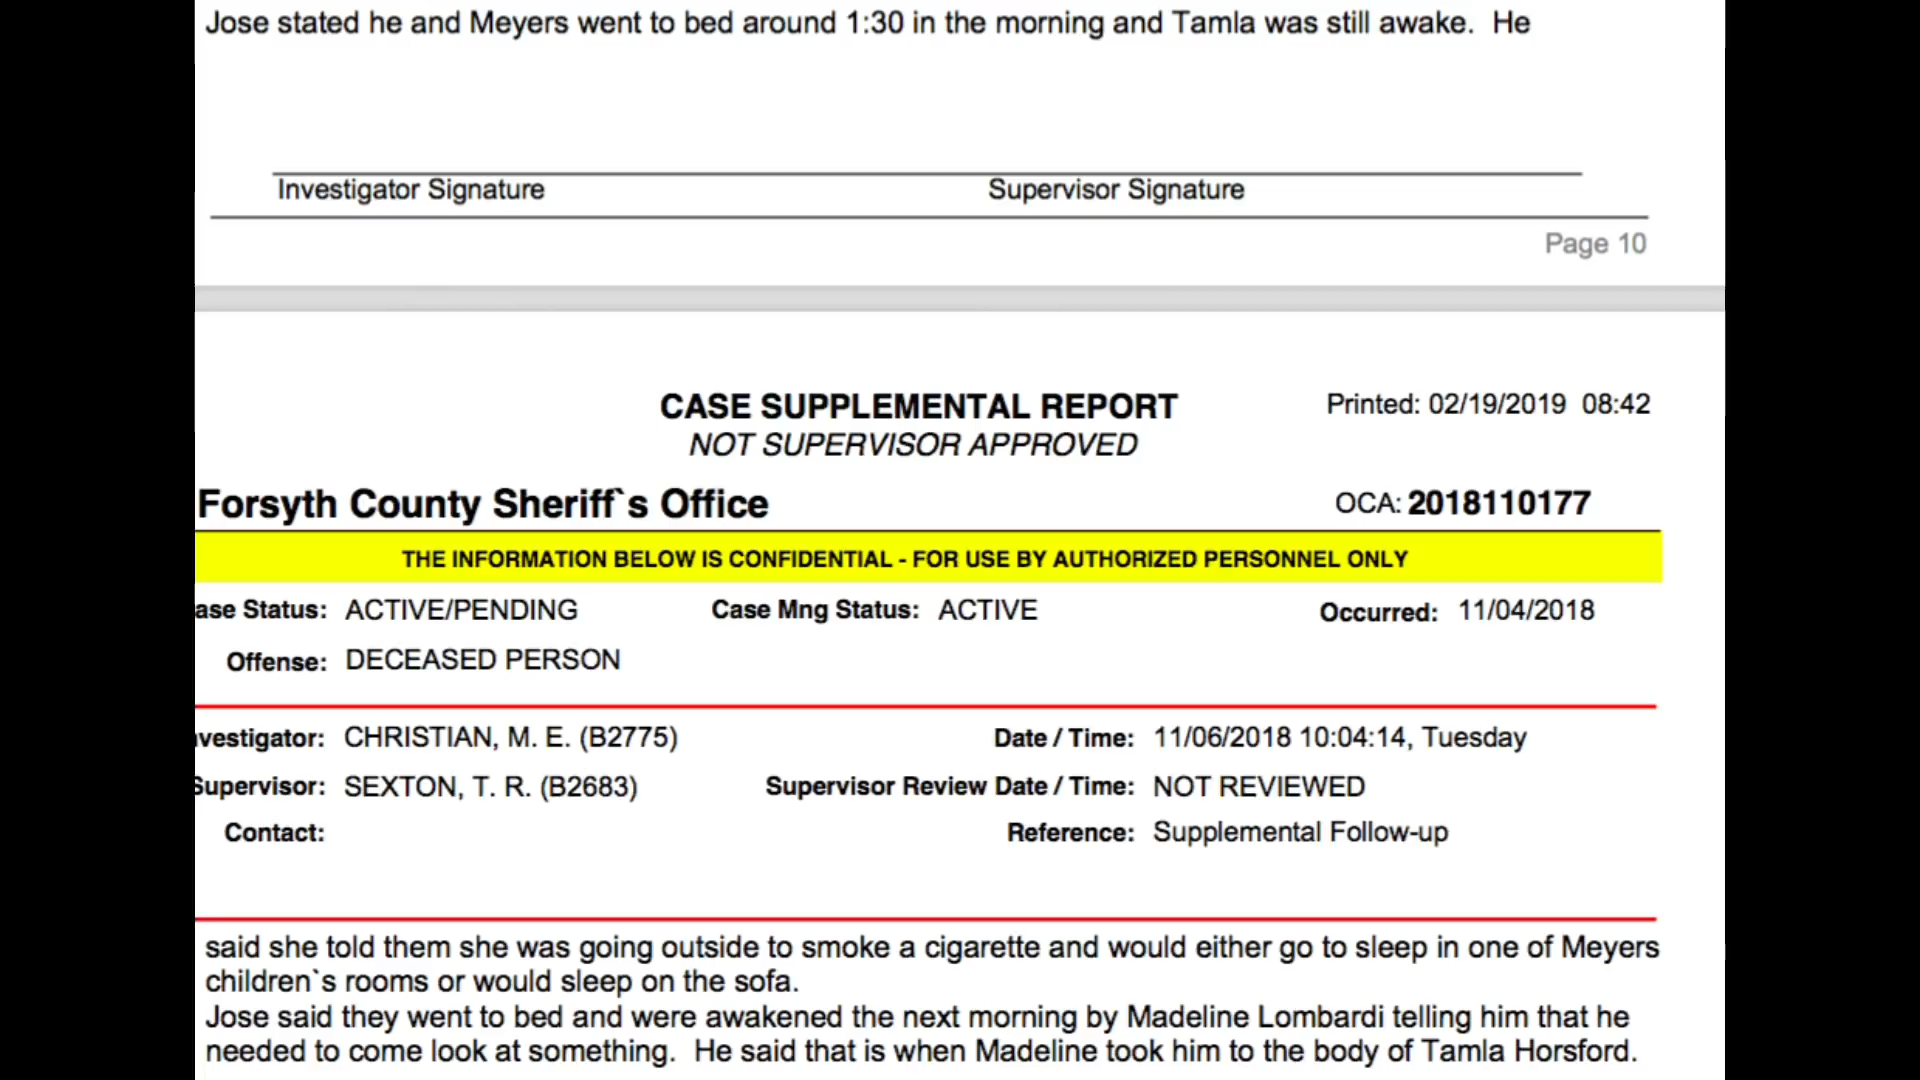 Jose stated he and Meyers went to bed around 1:30 in the morning and Tamla was still awake.  He
Investigator Signature Supervisor Signature
Page 10
CASE SUPPLEMENTAL REPORT Printed: 02/19/2019 08:42
NOT SUPERVISOR APPROVED
Forsyth County Sheriff`s Office OCA: 2018110177
THE INFORMATION BELOW IS CONFIDENTIAL - FOR USE BY AUTHORIZED PERSONNEL ONLY
ase Status: ACTIVE/PENDING Case Mng Status: ACTIVE Occurred: 11/04/2018
Offense: DECEASED PERSON
vestigator: CHRISTIAN, M. E. (B2775) Date / Time: 11/06/2018 10:04:14, Tuesday
Supervisor: SEXTON, T. R. (B2683) Supervisor Review Date / Time: NOT REVIEWED
Contact: Reference: Supplemental Follow-up
said she told them she was going outside to smoke a cigarette and would either go to sleep in one of Meyers
children`s rooms or would sleep on the sofa.
Jose said they went to bed and were awakened the next morning by Madeline Lombardi telling him that he
needed to come look at something.  He said that is when Madeline took him to the body of Tamla Horsford.